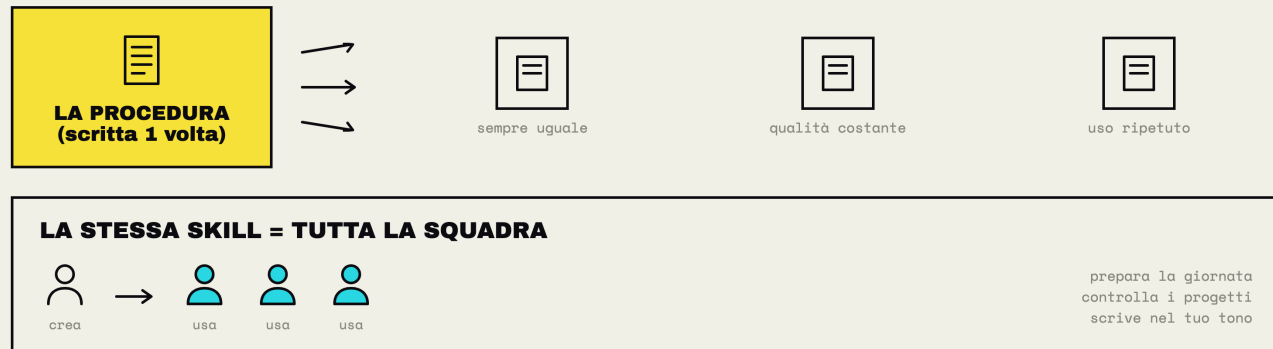 LA PROCEDURA
(scritta 1 volta)
sempre uguale
qualità costante
uso ripetuto
LA STESSA SKILL = TUTTA LA SQUADRA
crea
usa
usa
usa
prepara la giornata
controlla i progetti
scrive nel tuo tono